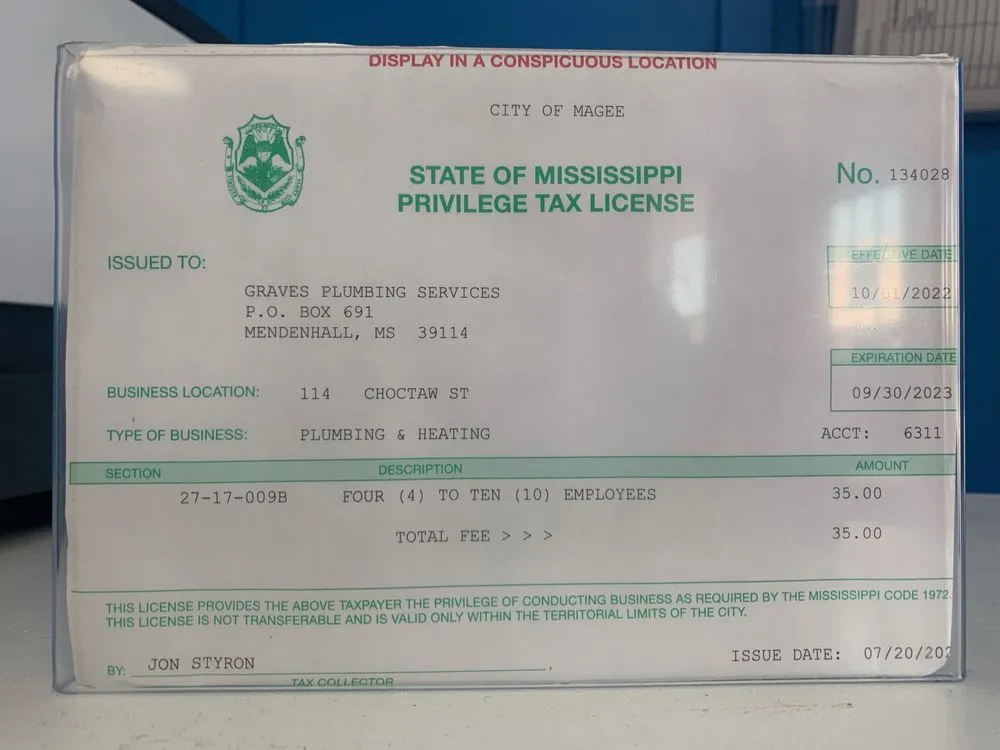 DISPLAY IN A CONSPICUOUS LOCATION
CITY OF MAGEE
STATE OF MISSISSIPPI
PRIVILEGE TAX LICENSE
No. 134028
ISSUED TO:
EFFECTIVE DATE
GRAVES PLUMBING SERVICES
10/01/2022
P.O. BOX 691
MENDENHALL, MS 39114
EXPIRATION DATE
BUSINESS LOCATION: 114 CHOCTAW ST
09/30/2023
TYPE OF BUSINESS: PLUMBING & HEATING
ACCT: 6311
SECTION DESCRIPTION AMOUNT
27-17-009B FOUR (4) TO TEN (10) EMPLOYEES 35.00
TOTAL FEE > > > 35.00
THIS LICENSE PROVIDES THE ABOVE TAXPAYER THE PRIVILEGE OF CONDUCTING BUSINESS AS REQUIRED BY THE MISSISSIPPI CODE 1972.
THIS LICENSE IS NOT TRANSFERABLE AND IS VALID ONLY WITHIN THE TERRITORIAL LIMITS OF THE CITY.
BY: JON STYRON
ISSUE DATE: 07/20/202
TAX COLLECTOR